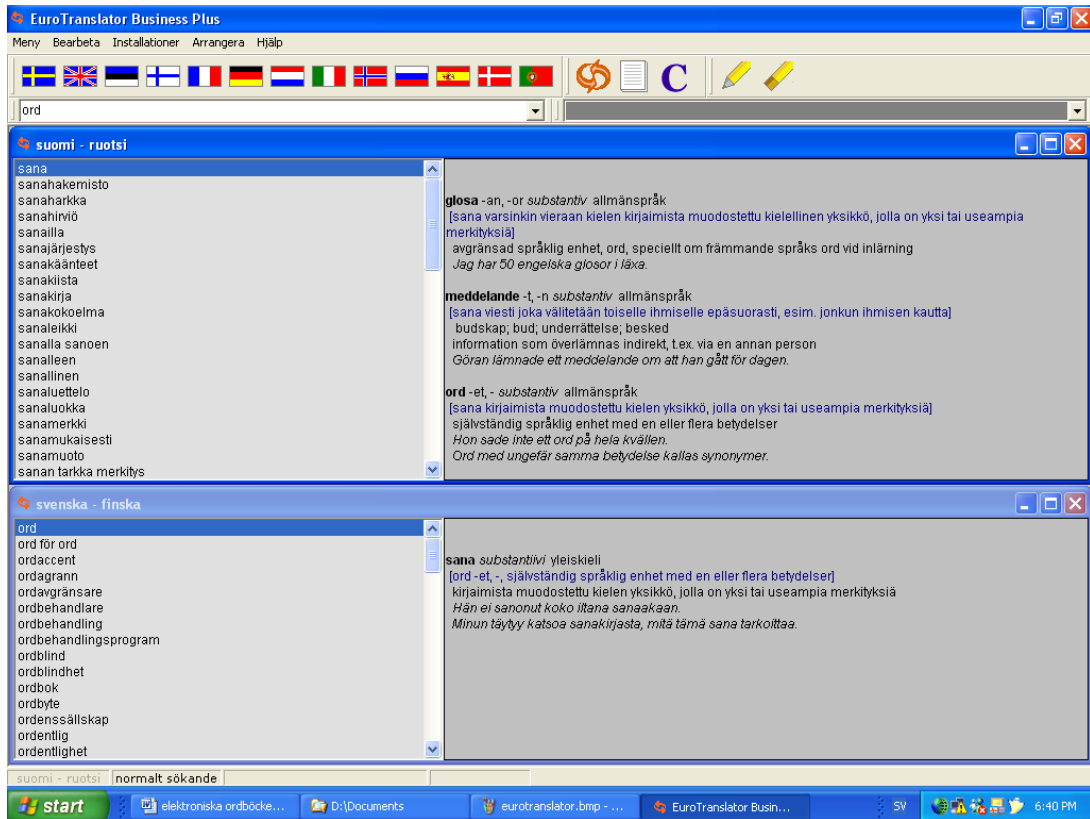 EuroTranslator Business Plus
Meny Bearbeta Installationer Arrangera Hjälp
C
ord
suomi - ruotsi
sana
sanahakemisto
sanaharkka
sanahirviö
sanailla
sanajärjestys
sanakäänteet
sanakiista
sanakirja
sanakokoelma
sanaleikki
sanalla sanoen
sanalleen
sanallinen
sanaluettelo
sanaluokka
sanamerkki
sanamukaisesti
sanamuoto
sanan tarkka merkitys
glosa -an, -or substantiv allmänspråk
[sana varsinkin vieraan kielen kirjaimista muodostettu kielellinen yksikkö, jolla on yksi tai useampia
merkityksiä]
avgränsad språklig enhet, ord, speciellt om främmande språks ord vid inlärning
Jag har 50 engelska glosor i läxa.
meddelande -t, -n substantiv allmänspråk
[sana viesti joka välitetään toiselle ihmiselle epäsuorasti, esim. jonkun ihmisen kautta]
budskap; bud; underrättelse; besked
information som överlämnas indirekt, t.ex. via en annan person
Göran lämnade ett meddelande om att han gått för dagen.
ord -et, - substantiv allmänspråk
[sana kirjaimista muodostettu kielen yksikkö, jolla on yksi tai useampia merkityksiä]
självständig språklig enhet med en eller flera betydelser
Hon sade inte ett ord på hela kvällen.
Ord med ungefär samma betydelse kallas synonymer.
svenska - finska
ord
ord för ord
ordaccent
ordagrann
ordavgränsare
ordbehandlare
ordbehandling
ordbehandlingsprogram
ordblind
ordblindhet
ordbok
ordbyte
ordenssällskap
ordentlig
ordentlighet
sana substantiivi yleiskieli
[ord -et, -, självständig språklig enhet med en eller flera betydelser]
kirjaimista muodostettu kielen yksikkö, jolla on yksi tai useampia merkityksiä
Hän ei sanonut koko iltana sanaakaan.
Minun täytyy katsoa sanakirjasta, mitä tämä sana tarkoittaa.
suomi - ruotsi normalt sökande
start elektroniska ordböcke... D:\Documents eurotranslator.bmp - ... EuroTranslator Busin... SV 6:40 PM